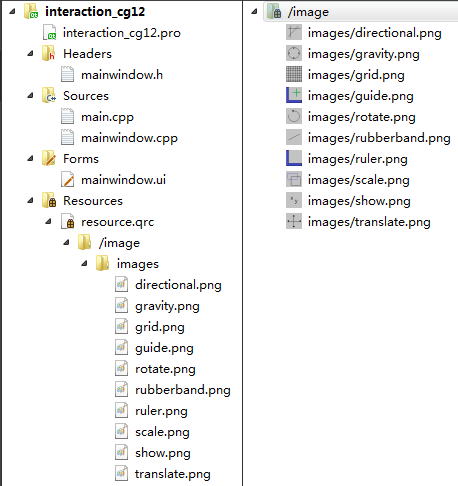 interaction_cg12
interaction_cg12.pro
Headers
mainwindow.h
Sources
main.cpp
mainwindow.cpp
Forms
mainwindow.ui
Resources
resource.qrc
/image
images
directional.png
gravity.png
grid.png
guide.png
rotate.png
rubberband.png
ruler.png
scale.png
show.png
translate.png
/image
images/directional.png
images/gravity.png
images/grid.png
images/guide.png
images/rotate.png
images/rubberband.png
images/ruler.png
images/scale.png
images/show.png
images/translate.png